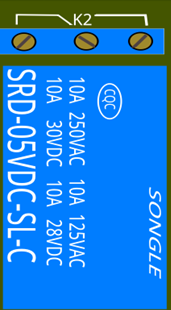 K2
SONGLE
CQC
10A 250VAC 10A 125VAC
10A 30VDC 10A 28VDC
SRD-05VDC-SL-C